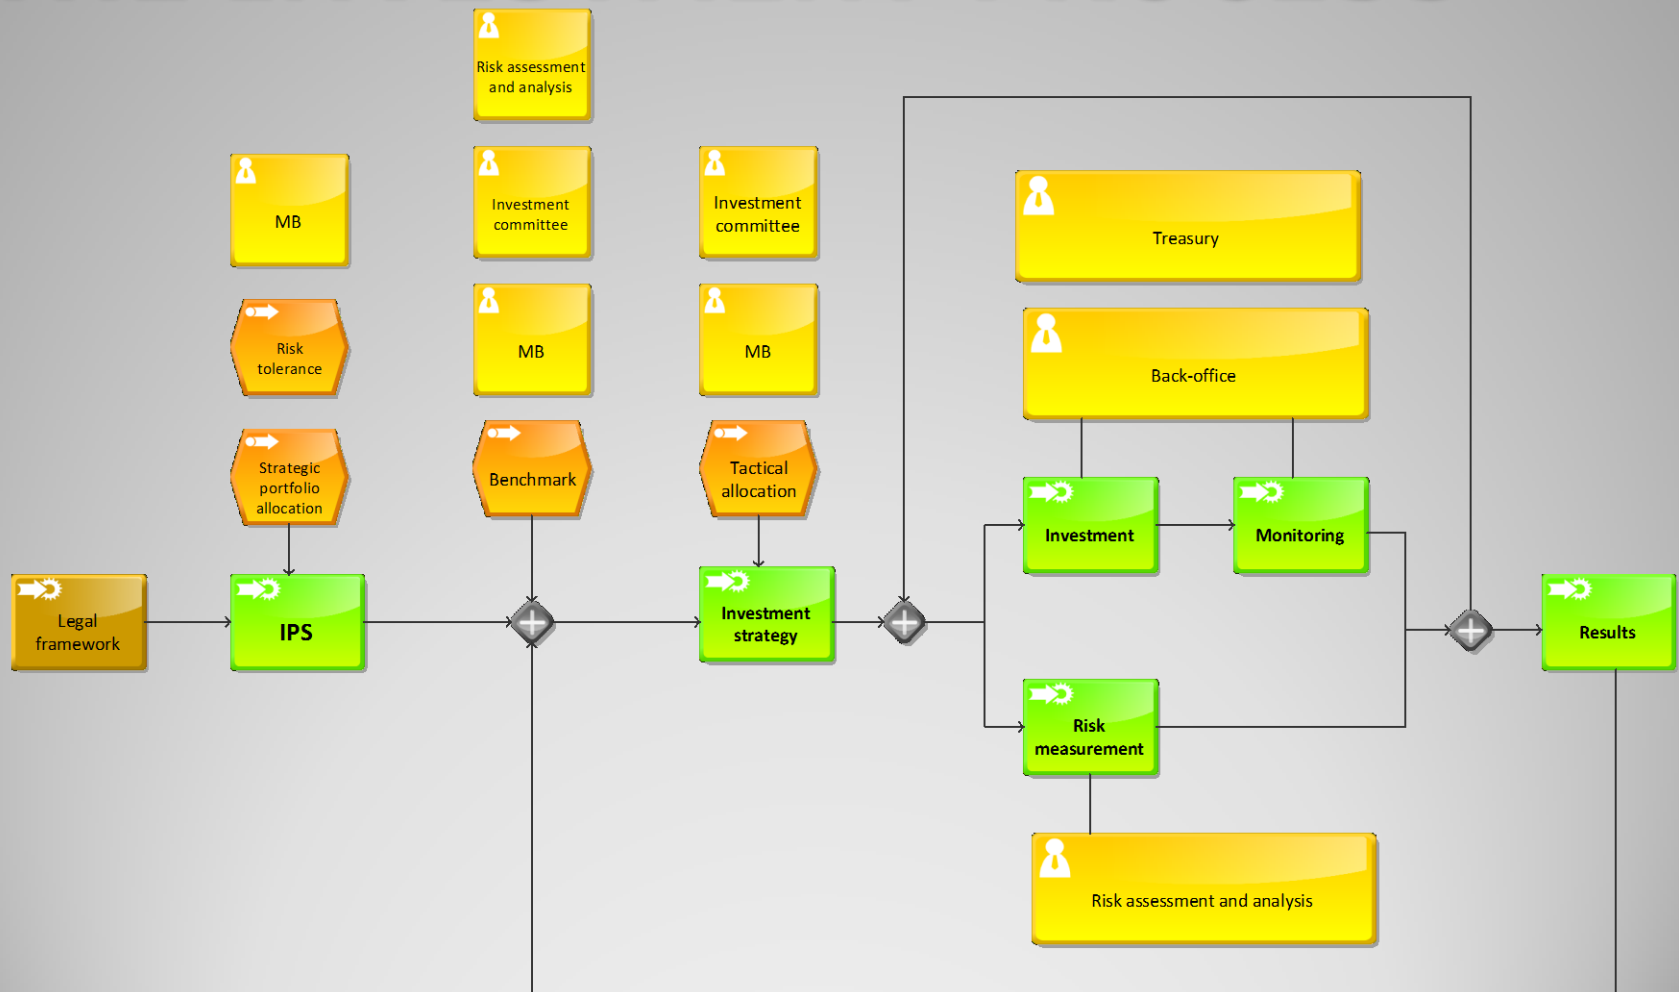 Risk assessment
and analysis
MB
Investment
committee
Investment
committee
Treasury
Risk
tolerance
MB
MB
Back-office
Strategic
portfolio
allocation
Benchmark
Tactical
allocation
Investment
Monitoring
Legal
framework
IPS
Investment
strategy
Results
Risk
measurement
Risk assessment and analysis